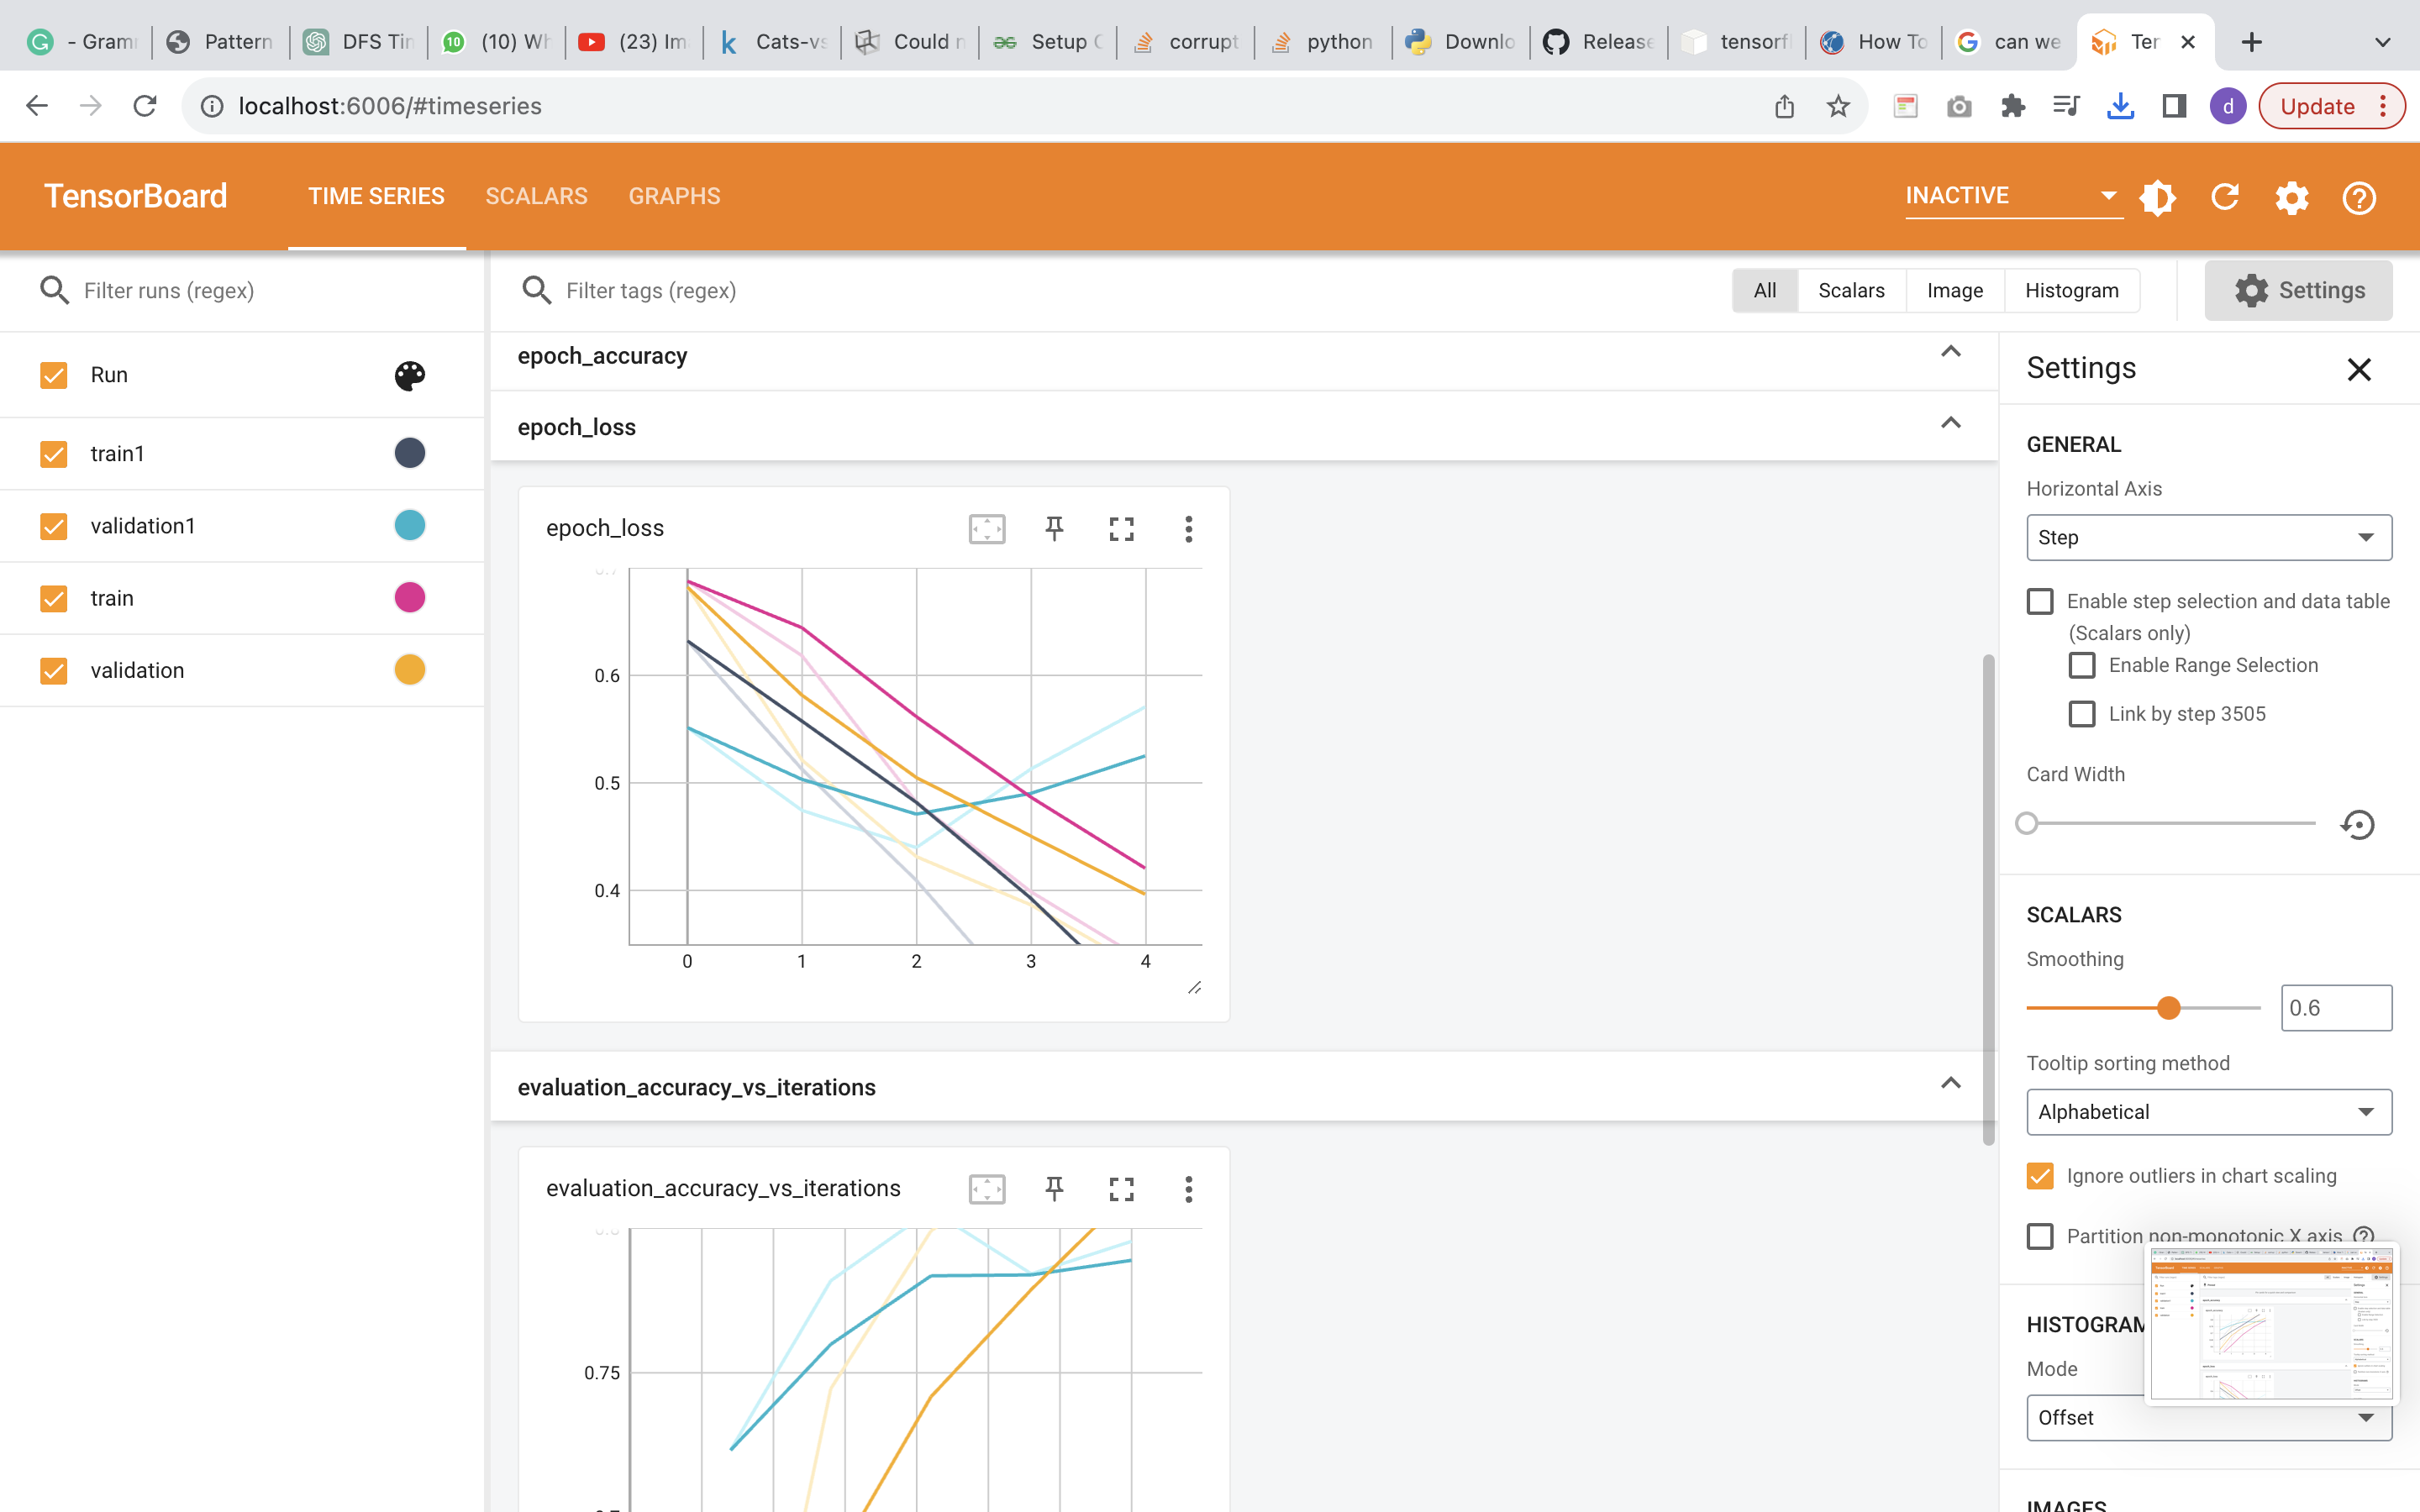 - Gram
Pattern
DFS Tim
10
(10) Wh
(23) Im
k
Cats-vs
Could n
Setup C
corrupt
python
Downlo
Release
tensorfl
How To
can we
Ter
localhost:6006/#timeseries
d
Update
TensorBoard
TIME SERIES
SCALARS
GRAPHS
INACTIVE
Filter runs (regex)
Filter tags (regex)
All
Scalars
Image
Histogram
Settings
Run
train1
validation1
train
validation
epoch_accuracy
epoch_loss
epoch_loss
0.6
0.5
0.4
0 1 2 3 4
evaluation_accuracy_vs_iterations
evaluation_accuracy_vs_iterations
0.75
Settings
GENERAL
Horizontal Axis
Step
Enable step selection and data table
(Scalars only)
Enable Range Selection
Link by step 3505
Card Width
SCALARS
Smoothing
0.6
Tooltip sorting method
Alphabetical
Ignore outliers in chart scaling
Partition non-monotonic X axis
HISTOGRAM
Mode
Offset
IMAGES